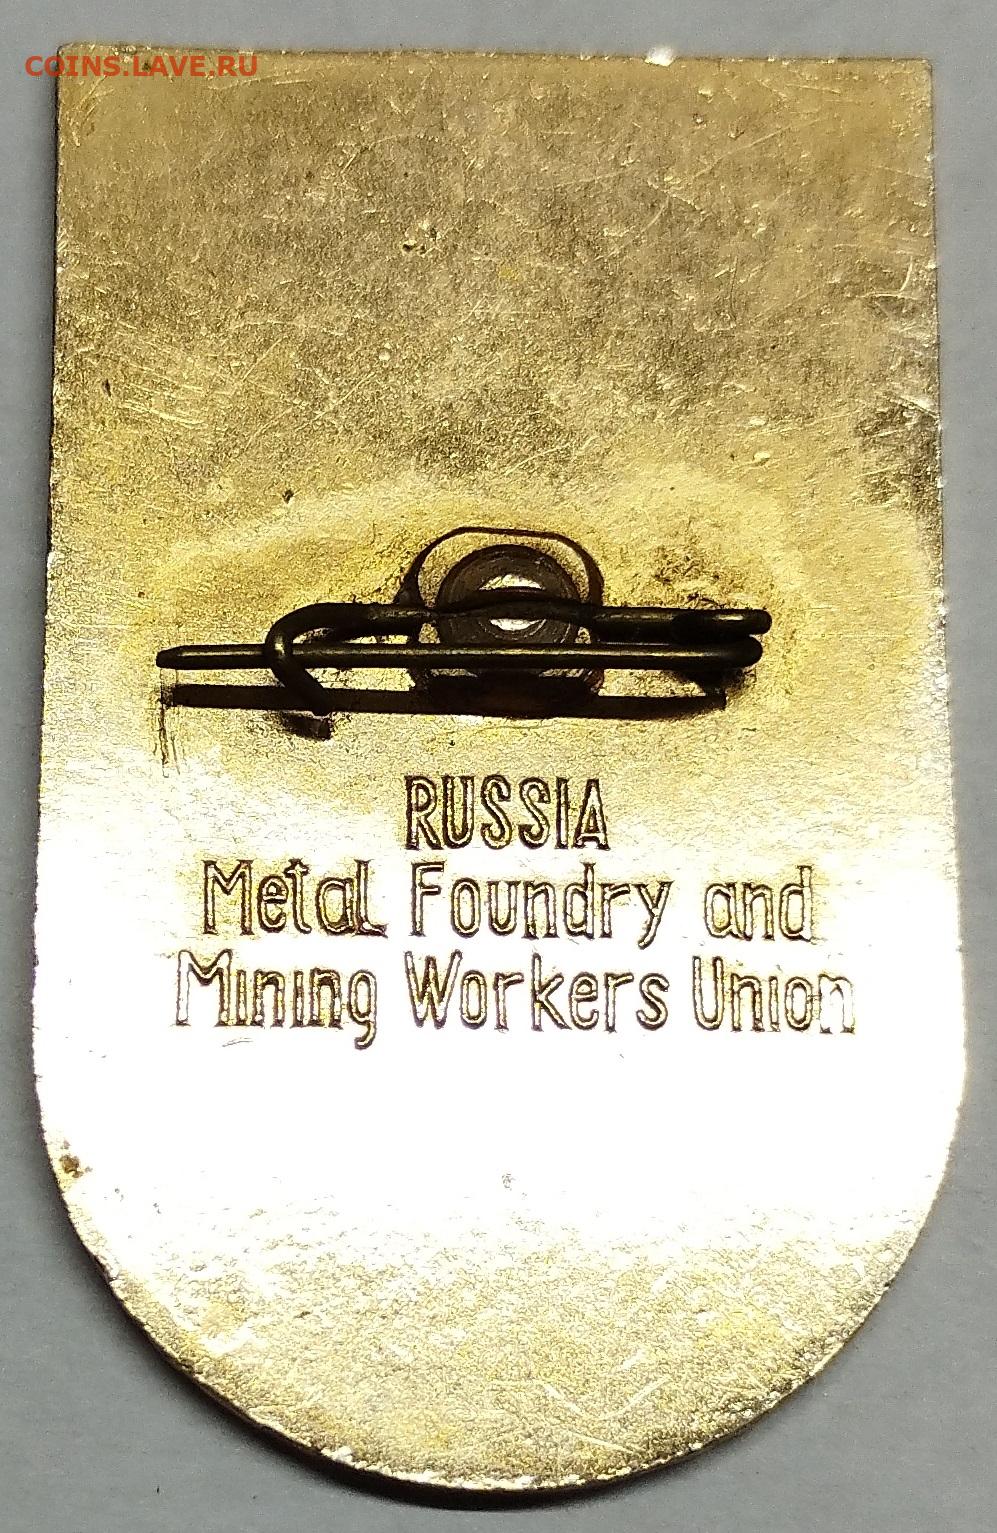 COINS.LAVE.RU
RUSSIA
Metal Foundry and
Mining Workers Union